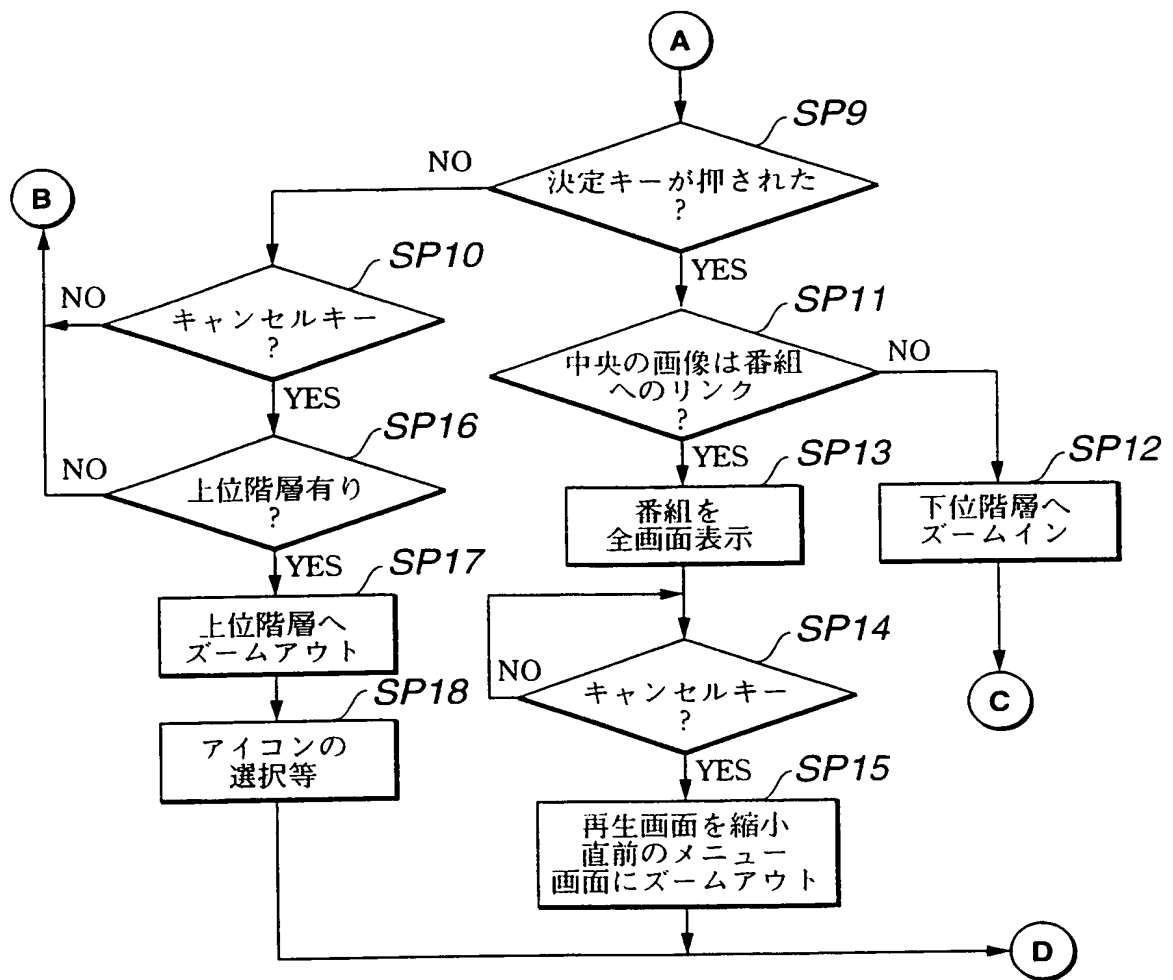 A
SP9
NO
決定キーが押された
?
B
YES
SP10
SP11
NO
キャンセルキー
?
中央の画像は番組
へのリンク
?
NO
YES
YES
SP16
SP13
SP12
NO
上位階層有り
?
番組を
全画面表示
下位階層へ
ズームイン
YES
SP17
上位階層へ
ズームアウト
SP14
NO
キャンセルキー
?
C
SP18
アイコンの
選択等
YES
SP15
再生画面を縮小
直前のメニュー
画面にズームアウト
D